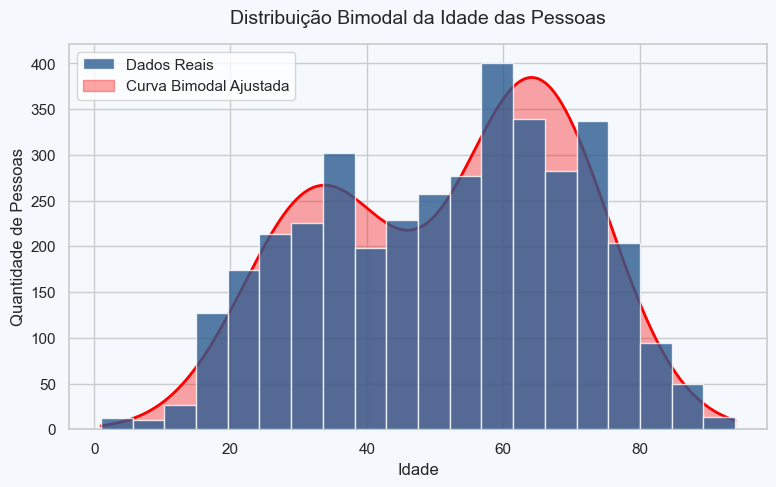 Distribuição Bimodal da Idade das Pessoas
Dados Reais
Curva Bimodal Ajustada
Quantidade de Pessoas
400
350
300
250
200
150
100
50
0
0 20 40 60 80
Idade